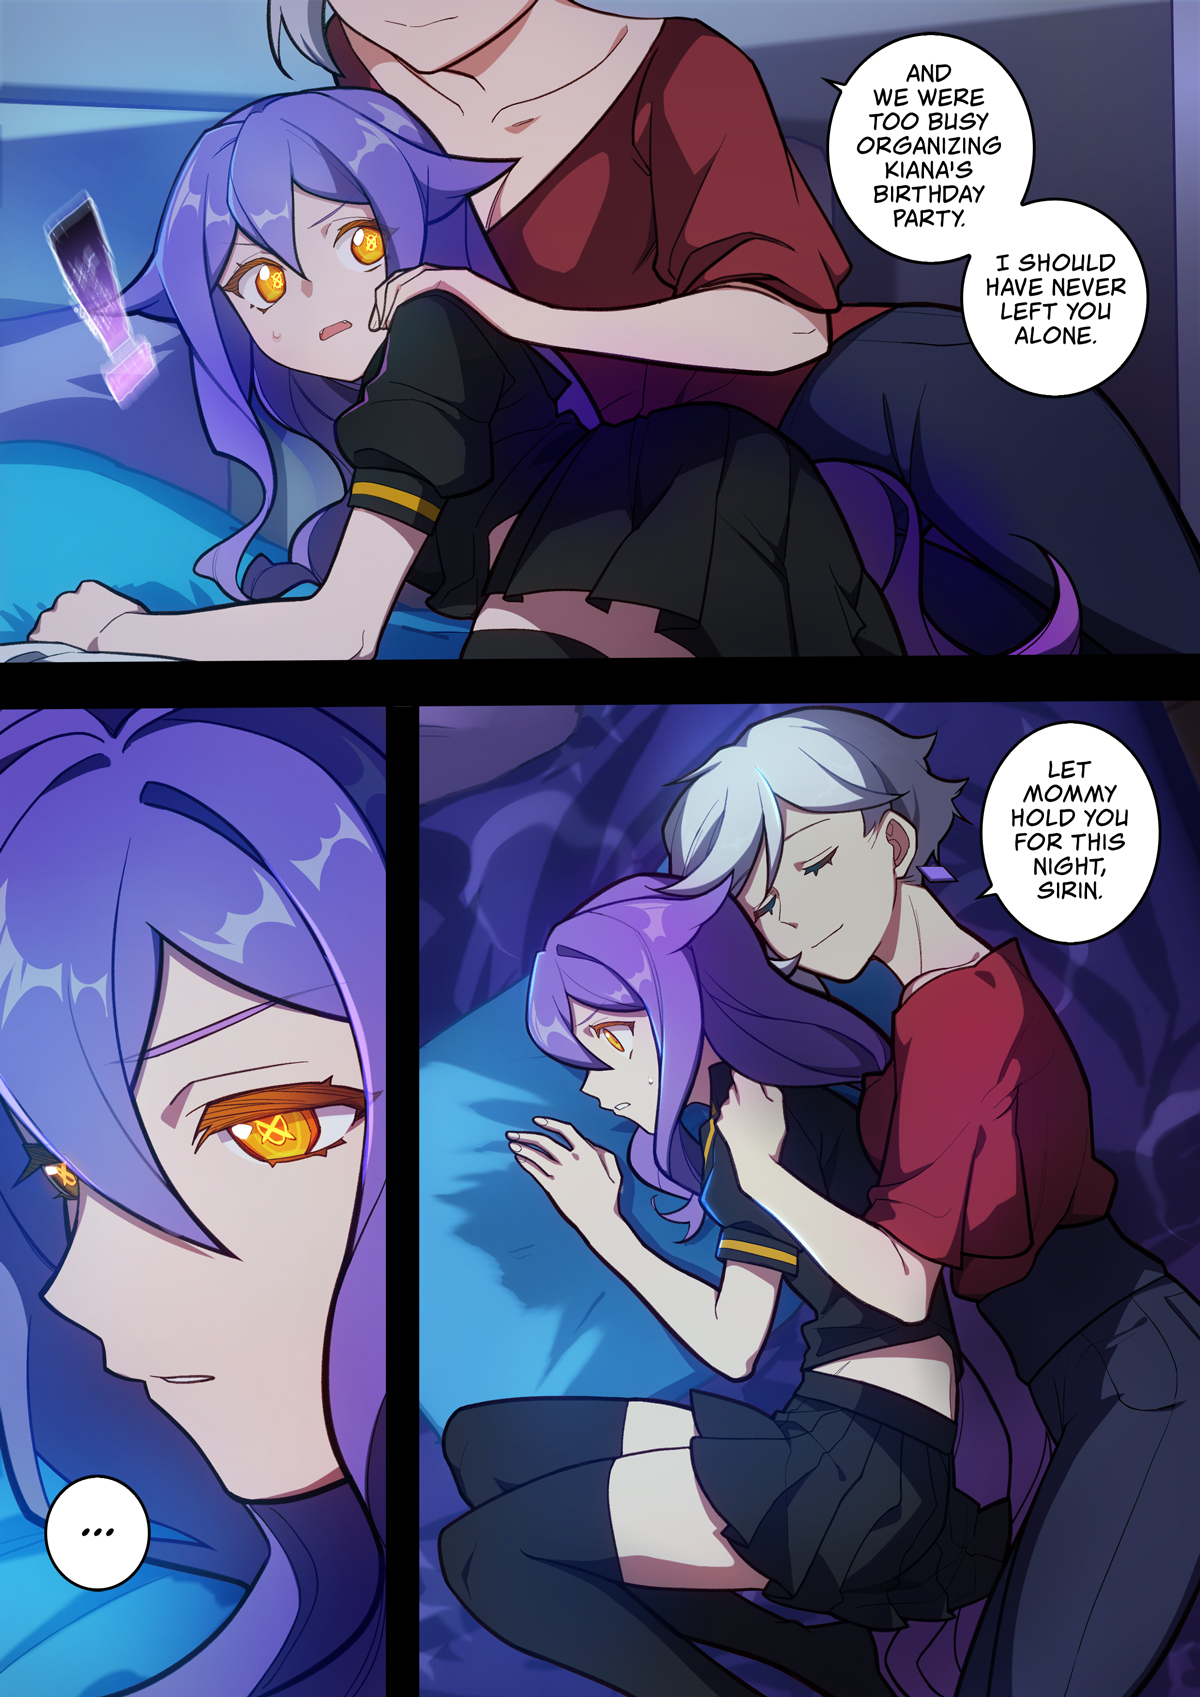 AND
WE WERE
TOO BUSY
ORGANIZING
KIANA'S
BIRTHDAY
PARTY.
I SHOULD
HAVE NEVER
LEFT YOU
ALONE.
...
LET
MOMMY
HOLD YOU
FOR THIS
NIGHT,
SIRIN.